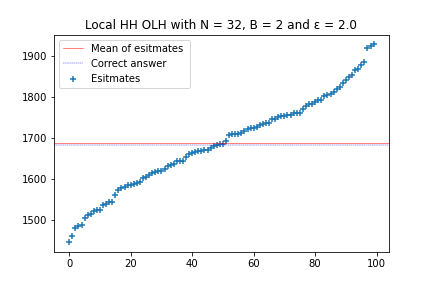 Local HH OLH with N = 32, B = 2 and ε = 2.0
Mean of esitmates
Correct answer
Esitmates
1900
1800
1700
1600
1500
0 20 40 60 80 100